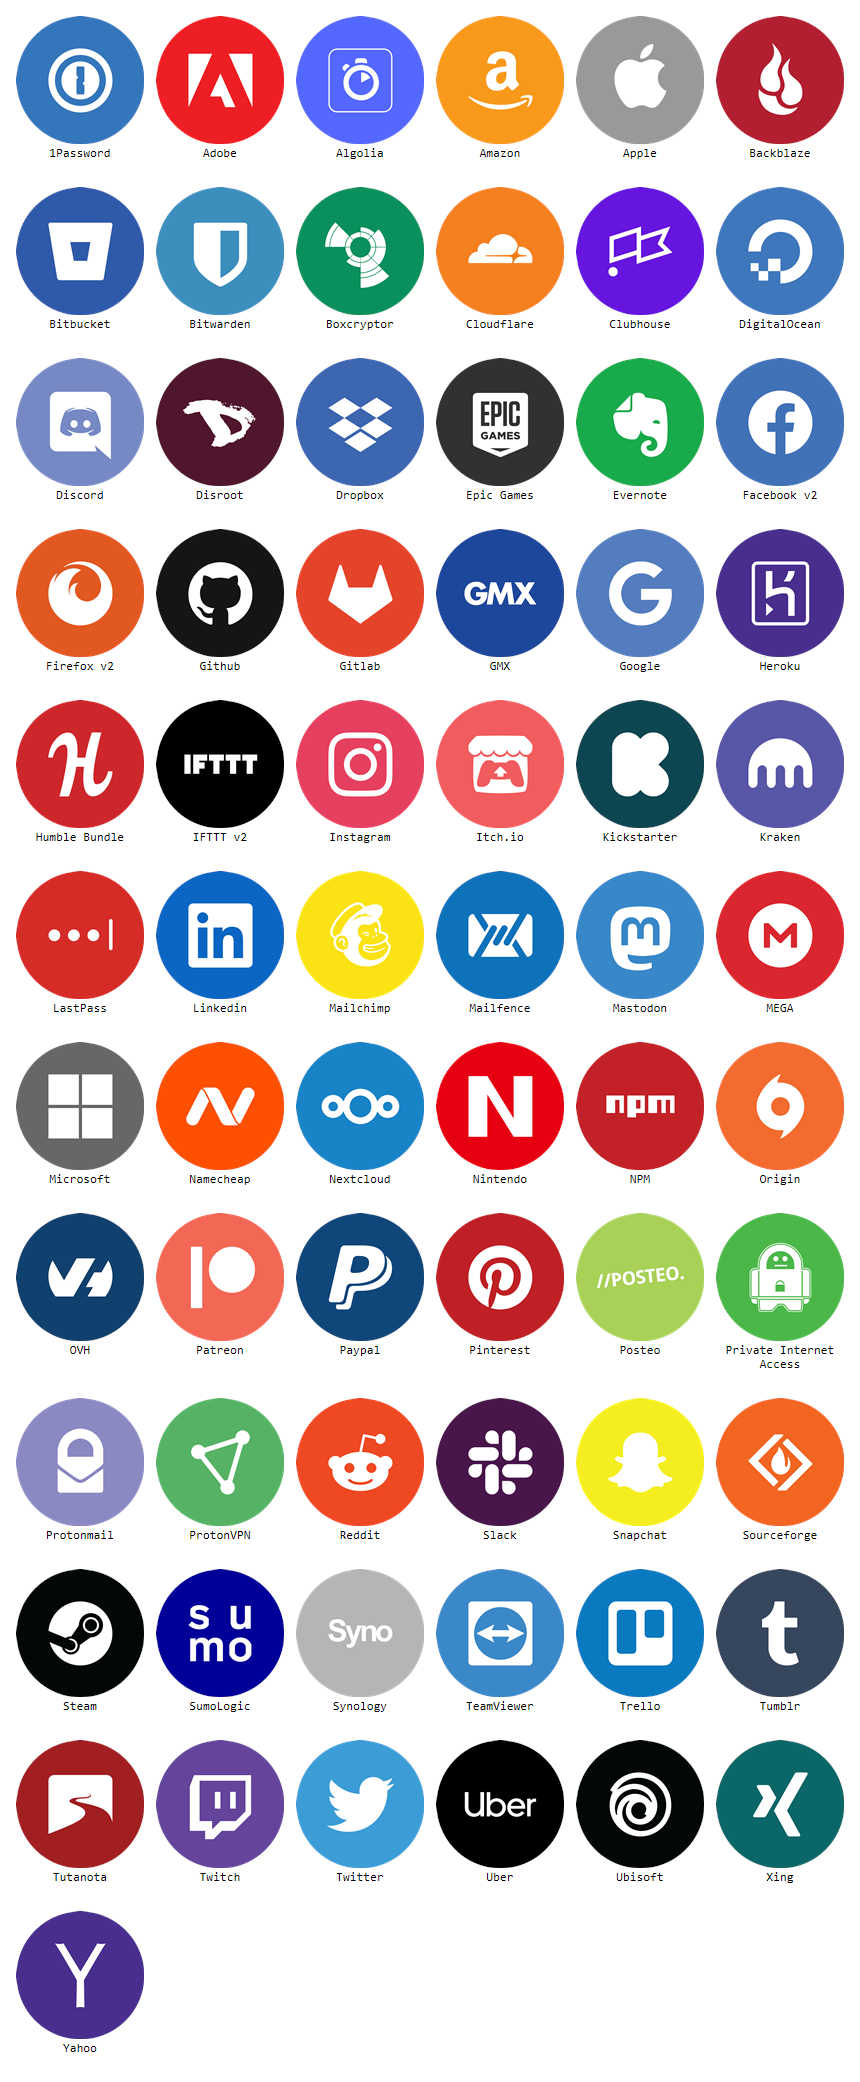 a
1Password
Adobe
Algolia
Amazon
Apple
Backblaze
Bitbucket
Bitwarden
Boxcryptor
Cloudflare
Clubhouse
DigitalOcean
EPIC
GAMES
f
Discord
Disroot
Dropbox
Epic Games
Evernote
Facebook v2
GMX
G
Firefox v2
Github
Gitlab
GMX
Google
Heroku
H
IFTTT
K
Humble Bundle
IFTTT v2
Instagram
Itch.io
Kickstarter
Kraken
in
m
M
LastPass
Linkedin
Mailchimp
Mailfence
Mastodon
MEGA
N
npm
Microsoft
Namecheap
Nextcloud
Nintendo
NPM
Origin
P
//POSTEO.
OVH
Patreon
Paypal
Pinterest
Posteo
Private Internet
Access
Protonmail
ProtonVPN
Reddit
Slack
Snapchat
Sourceforge
su
mo
Syno
t
Steam
SumoLogic
Synology
TeamViewer
Trello
Tumblr
Uber
Tutanota
Twitch
Twitter
Uber
Ubisoft
Xing
Y
Yahoo